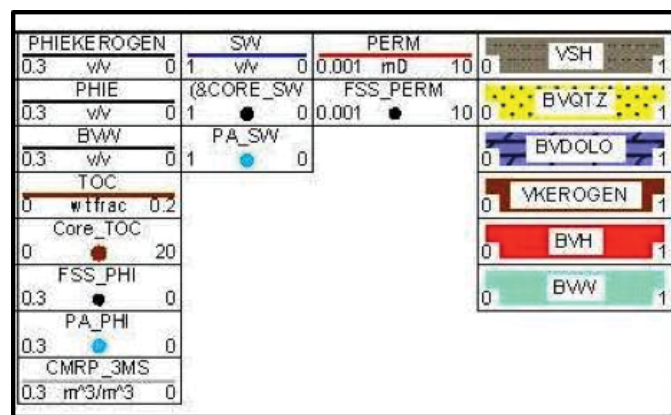 PHIEKEROGEN SW PERM VSH
0.3 v/v 0 1 v/v 0 0.001 mD 10 0 1
PHIE (&CORE_SW FSS_PERM BVQTZ
0.3 v/v 0 1 0 0.001 10 0 1
BVW PA_SW BVDOLO
0.3 v/v 0 1 0 0 1
TOC VKEROGEN
0 wtfrac 0.2 0 1
Core_TOC BVH
0 20 0 1
FSS_PHI BVW
0.3 0 0 1
PA_PHI
0.3 0
CMRP_3MS
0.3 m^3/m^3 0